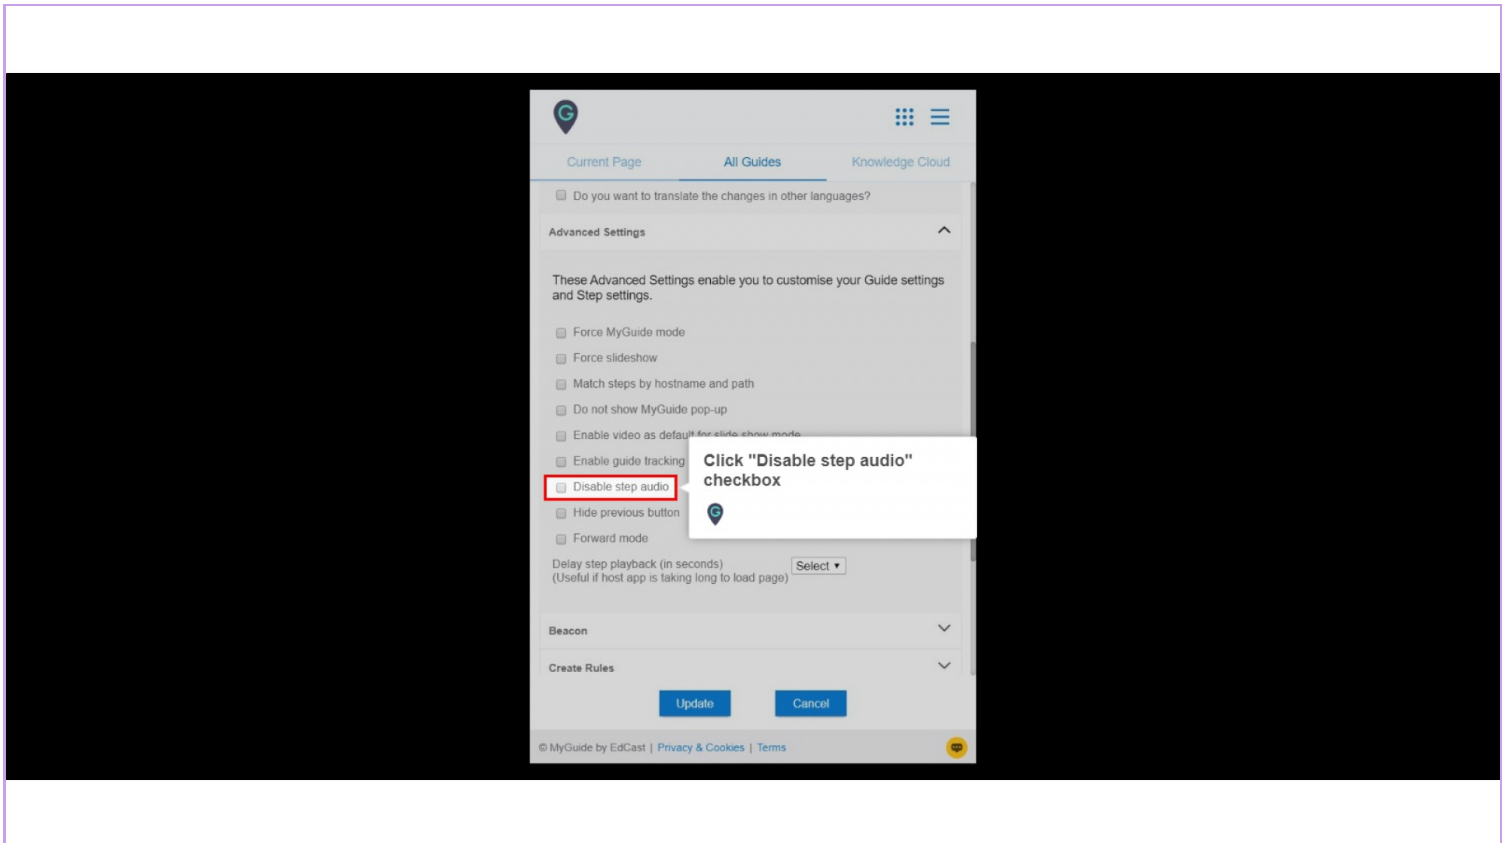 G
Current Page All Guides Knowledge Cloud
Do you want to translate the changes in other languages?
Advanced Settings
These Advanced Settings enable you to customise your Guide settings
and Step settings.
Force MyGuide mode
Force slideshow
Match steps by hostname and path
Do not show MyGuide pop-up
Enable video as default for slide show mode
Enable guide tracking
Click "Disable step audio"
checkbox
G
Disable step audio
Hide previous button
Forward mode
Delay step playback (in seconds)
(Useful if host app is taking long to load page)
Select
Beacon
Create Rules
Update Cancel
© MyGuide by EdCast | Privacy & Cookies | Terms